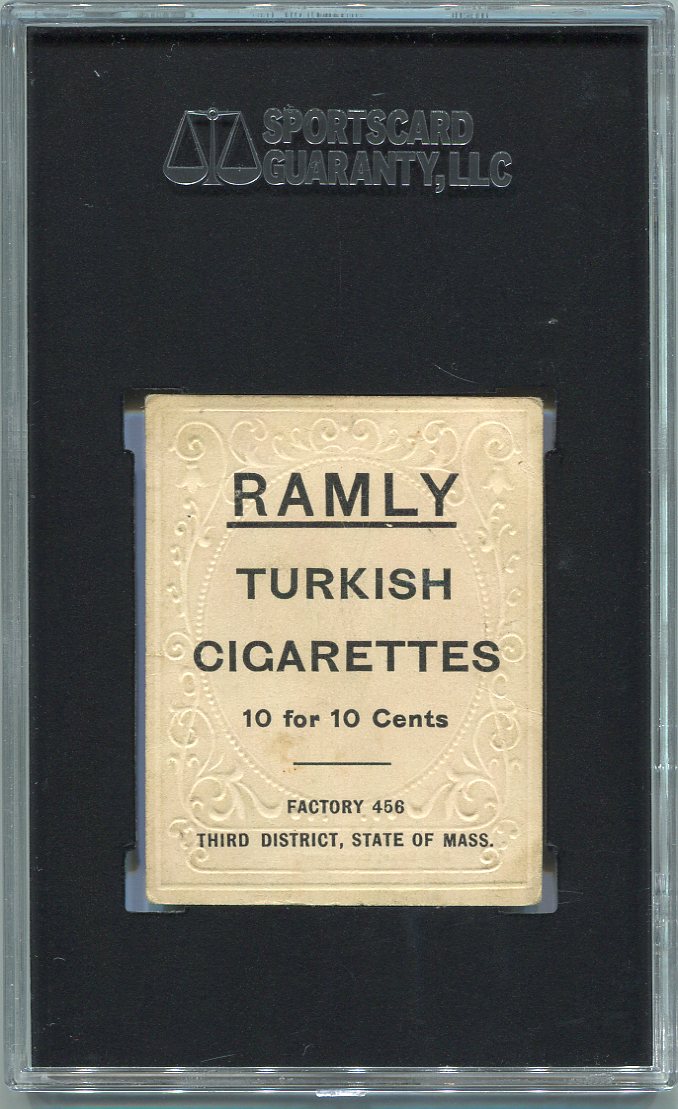 SPORTSCARD
GUARANTY, LLC
RAMLY
TURKISH
CIGARETTES
10 for 10 Cents
FACTORY 456
THIRD DISTRICT, STATE OF MASS.